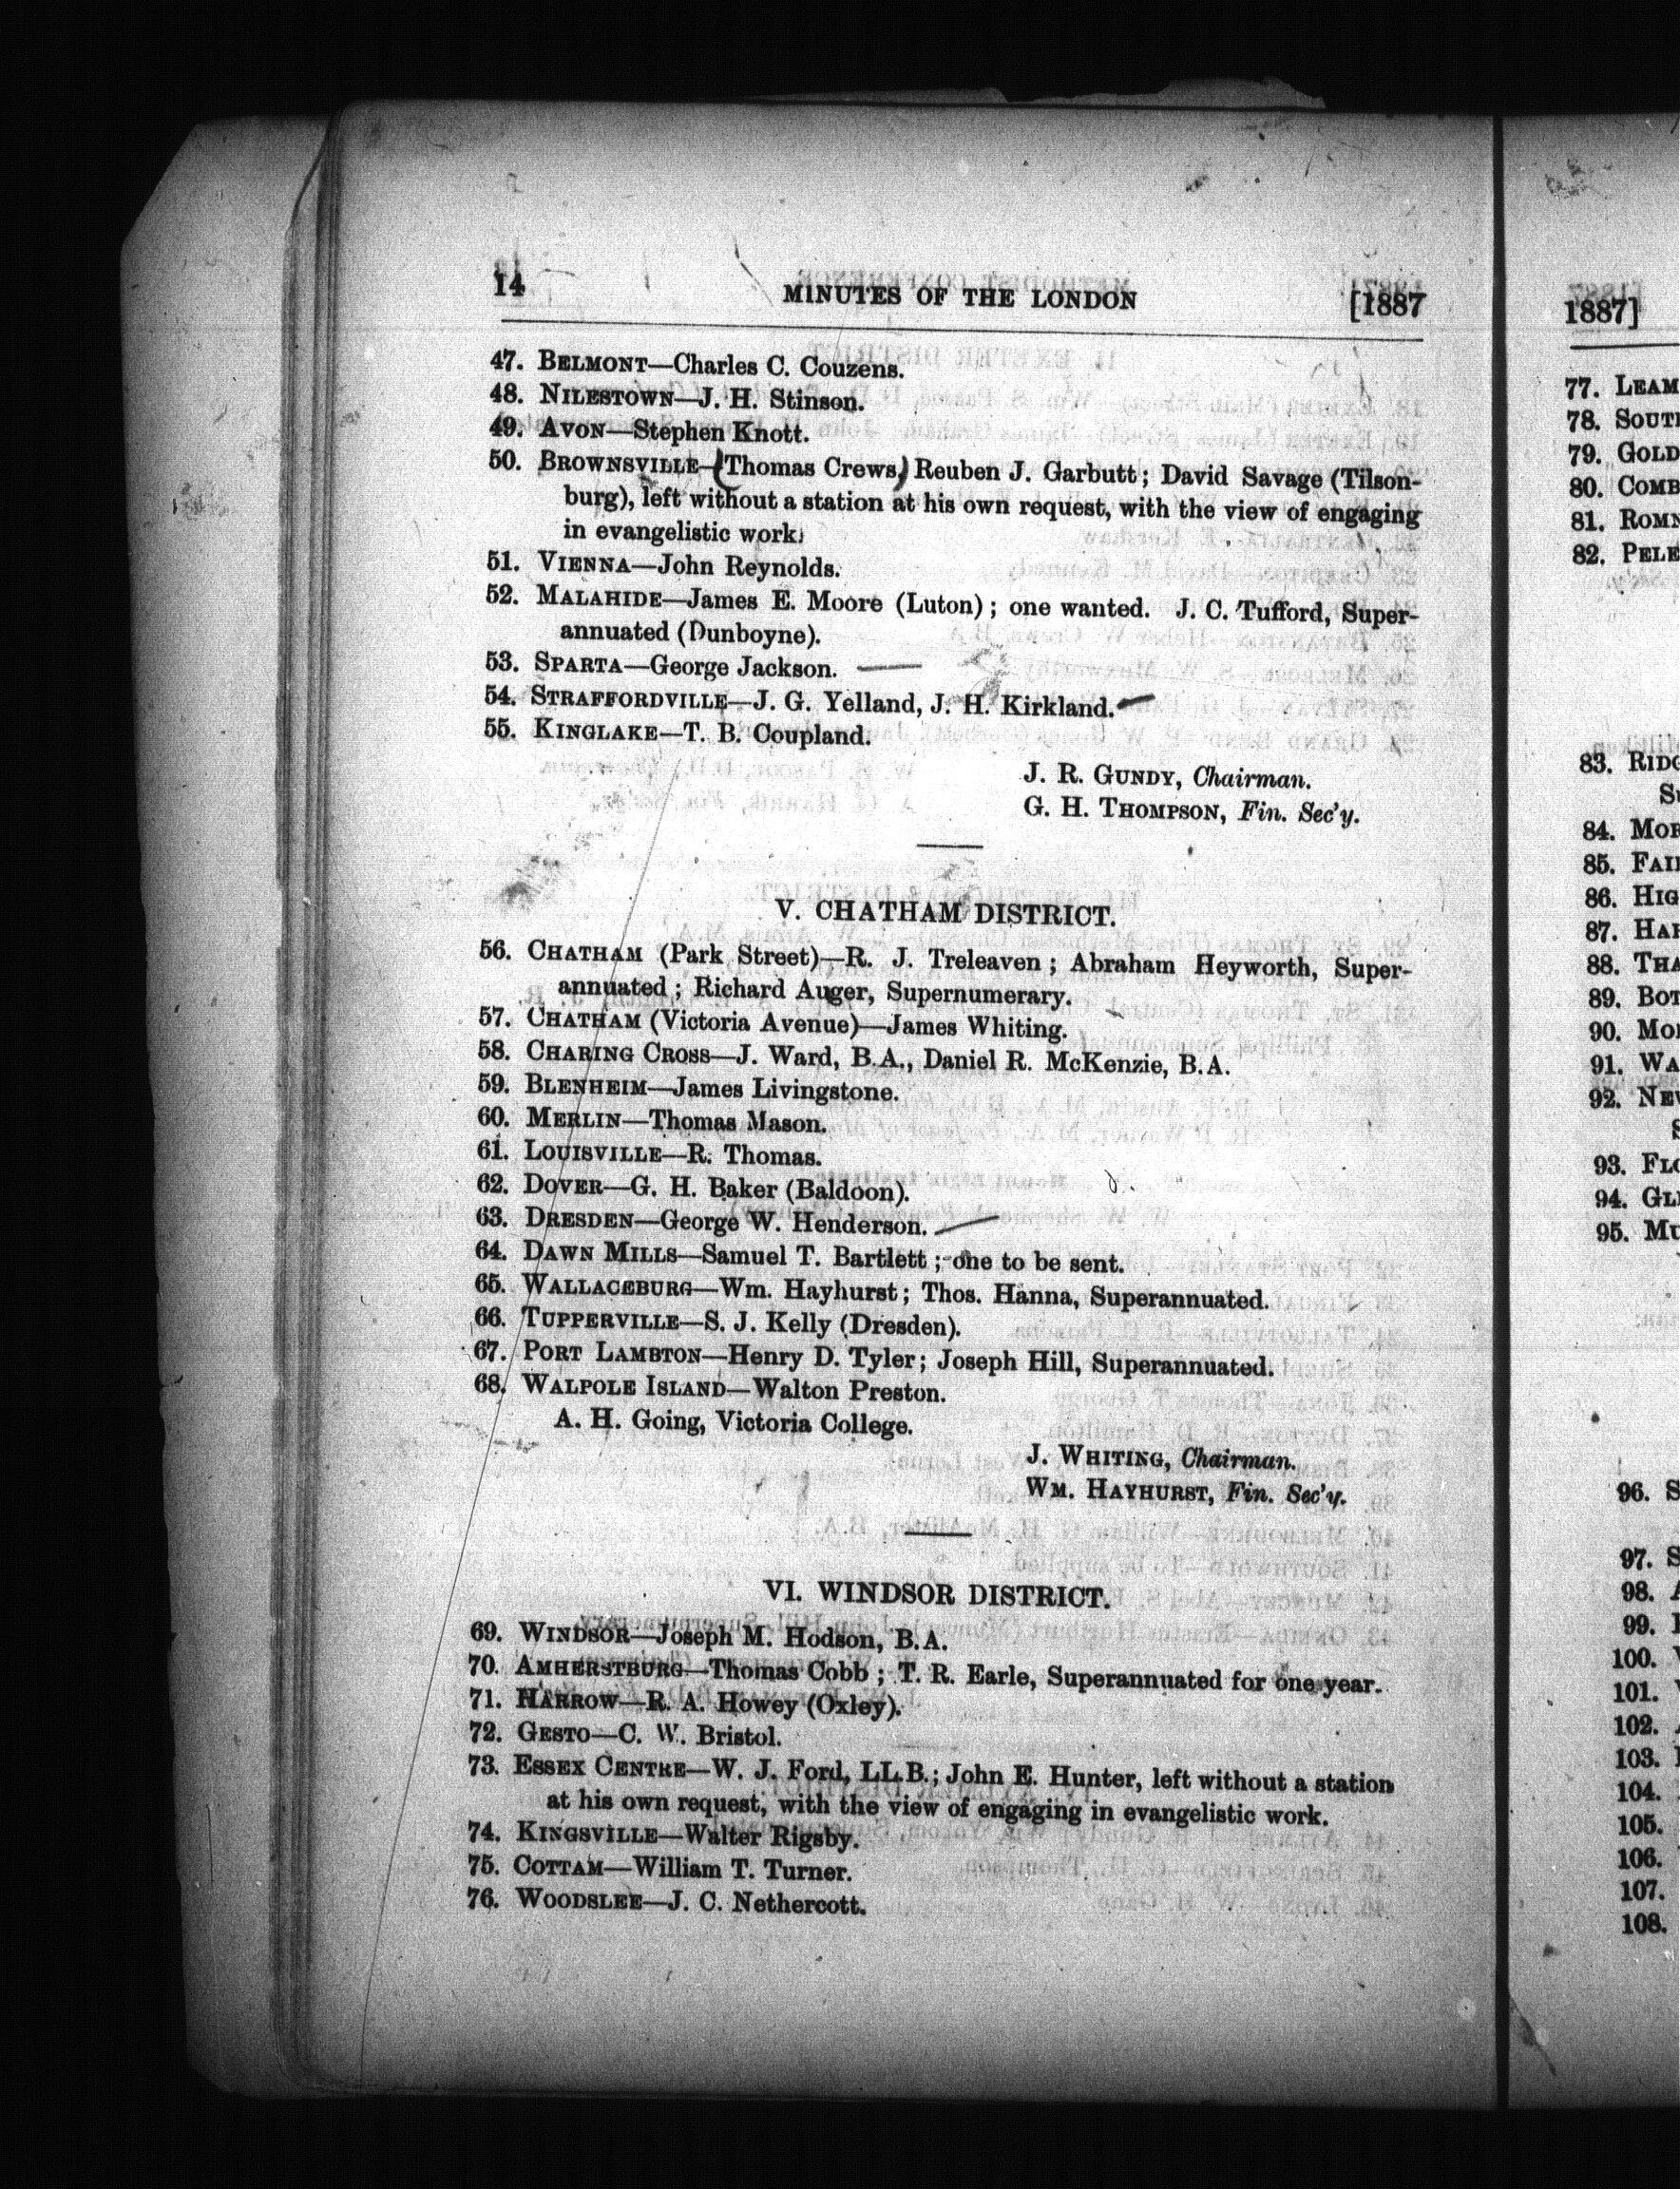 14 MINUTES OF THE LONDON [1887
47. BELMONT—Charles C. Couzens.
48. NILESTOWN—J. H. Stinson.
49. AVON—Stephen Knott.
50. BROWNSVILLE—(Thomas Crews,) Reuben J. Garbutt; David Savage (Tilson-
burg), left without a station at his own request, with the view of engaging
in evangelistic work.
51. VIENNA—John Reynolds.
52. MALAHIDE—James E. Moore (Luton); one wanted. J. C. Tufford, Super-
annuated (Dunboyne).
53. SPARTA—George Jackson.
54. STRAFFORDVILLE—J. G. Yelland, J. H. Kirkland.
55. KINGLAKE—T. B. Coupland.
J. R. GUNDY, Chairman.
G. H. THOMPSON, Fin. Sec'y.
V. CHATHAM DISTRICT.
56. CHATHAM (Park Street)—R. J. Treleaven; Abraham Heyworth, Super-
annuated; Richard Auger, Supernumerary.
57. CHATHAM (Victoria Avenue)—James Whiting.
58. CHARING CROSS—J. Ward, B.A., Daniel R. McKenzie, B.A.
59. BLENHEIM—James Livingstone.
60. MERLIN—Thomas Mason.
61. LOUISVILLE—R. Thomas.
62. DOVER—G. H. Baker (Baldoon).
63. DRESDEN—George W. Henderson.
64. DAWN MILLS—Samuel T. Bartlett; one to be sent.
65. WALLACEBURG—Wm. Hayhurst; Thos. Hanna, Superannuated.
66. TUPPERVILLE—S. J. Kelly (Dresden).
67. PORT LAMBTON—Henry D. Tyler; Joseph Hill, Superannuated.
68. WALPOLE ISLAND—Walton Preston.
A. H. Going, Victoria College.
J. WHITING, Chairman.
WM. HAYHURST, Fin. Sec'y.
VI. WINDSOR DISTRICT.
69. WINDSOR—Joseph M. Hodson, B.A.
70. AMHERSTBURG—Thomas Cobb; T. R. Earle, Superannuated for one year.
71. HARROW—R. A. Howey (Oxley).
72. GESTO—C. W. Bristol.
73. ESSEX CENTRE—W. J. Ford, LL.B.; John E. Hunter, left without a station
at his own request, with the view of engaging in evangelistic work.
74. KINGSVILLE—Walter Rigsby.
75. COTTAM—William T. Turner.
76. WOODSLEE—J. C. Nethercott.
1887]
77. LEAM
78. SOUT
79. GOLD
80. COMB
81. ROMN
82. PELE
83. RIDG
84. MOR
85. FAI
86. HIG
87. HAR
88. THA
89. BOT
90. MO
91. WA
92. NEW
93. FLO
94. GL
95. MU
96. S
97. S
98.
99.
100.
101.
102.
103.
104.
105.
106.
107.
108.